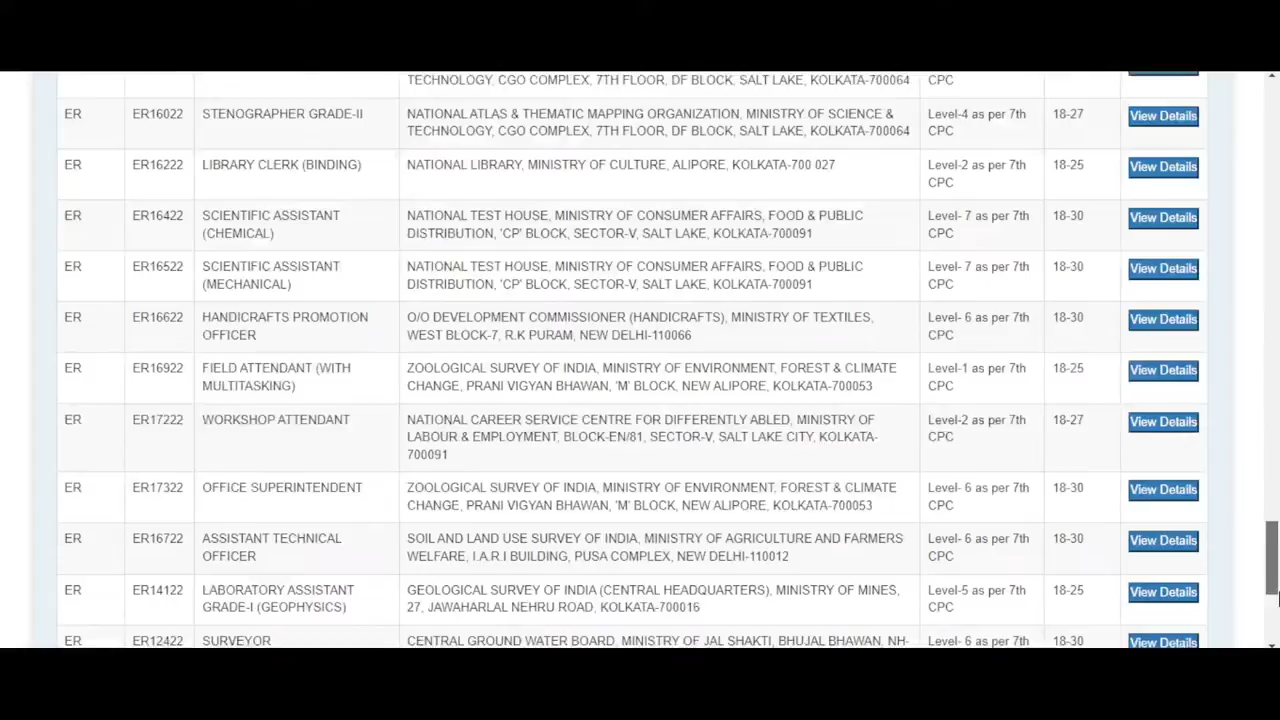 TECHNOLOGY, CGO COMPLEX, 7TH FLOOR, DF BLOCK, SALT LAKE, KOLKATA-700064 CPC
ER ER16022 STENOGRAPHER GRADE-II NATIONAL ATLAS & THEMATIC MAPPING ORGANIZATION, MINISTRY OF SCIENCE & Level-4 as per 7th 18-27 View Details
TECHNOLOGY, CGO COMPLEX, 7TH FLOOR, DF BLOCK, SALT LAKE, KOLKATA-700064 CPC
ER ER16222 LIBRARY CLERK (BINDING) NATIONAL LIBRARY, MINISTRY OF CULTURE, ALIPORE, KOLKATA-700 027 Level-2 as per 7th 18-25 View Details
CPC
ER ER16422 SCIENTIFIC ASSISTANT NATIONAL TEST HOUSE, MINISTRY OF CONSUMER AFFAIRS, FOOD & PUBLIC Level- 7 as per 7th 18-30 View Details
(CHEMICAL) DISTRIBUTION, 'CP' BLOCK, SECTOR-V, SALT LAKE, KOLKATA-700091 CPC
ER ER16522 SCIENTIFIC ASSISTANT NATIONAL TEST HOUSE, MINISTRY OF CONSUMER AFFAIRS, FOOD & PUBLIC Level- 7 as per 7th 18-30 View Details
(MECHANICAL) DISTRIBUTION, 'CP' BLOCK, SECTOR-V, SALT LAKE, KOLKATA-700091 CPC
ER ER16622 HANDICRAFTS PROMOTION O/O DEVELOPMENT COMMISSIONER (HANDICRAFTS), MINISTRY OF TEXTILES, Level- 6 as per 7th 18-30 View Details
OFFICER WEST BLOCK-7, R.K PURAM, NEW DELHI-110066 CPC
ER ER16922 FIELD ATTENDANT (WITH ZOOLOGICAL SURVEY OF INDIA, MINISTRY OF ENVIRONMENT, FOREST & CLIMATE Level-1 as per 7th 18-25 View Details
MULTITASKING) CHANGE, PRANI VIGYAN BHAWAN, 'M' BLOCK, NEW ALIPORE, KOLKATA-700053 CPC
ER ER17222 WORKSHOP ATTENDANT NATIONAL CAREER SERVICE CENTRE FOR DIFFERENTLY ABLED, MINISTRY OF Level-2 as per 7th 18-27 View Details
LABOUR & EMPLOYMENT, BLOCK-EN/81, SECTOR-V, SALT LAKE CITY, KOLKATA- CPC
700091
ER ER17322 OFFICE SUPERINTENDENT ZOOLOGICAL SURVEY OF INDIA, MINISTRY OF ENVIRONMENT, FOREST & CLIMATE Level- 6 as per 7th 18-30 View Details
CHANGE, PRANI VIGYAN BHAWAN, 'M' BLOCK, NEW ALIPORE, KOLKATA-700053 CPC
ER ER16722 ASSISTANT TECHNICAL SOIL AND LAND USE SURVEY OF INDIA, MINISTRY OF AGRICULTURE AND FARMERS Level- 6 as per 7th 18-30 View Details
OFFICER WELFARE, I.A.R.I BUILDING, PUSA COMPLEX, NEW DELHI-110012 CPC
ER ER14122 LABORATORY ASSISTANT GEOLOGICAL SURVEY OF INDIA (CENTRAL HEADQUARTERS), MINISTRY OF MINES, Level-5 as per 7th 18-25 View Details
GRADE-I (GEOPHYSICS) 27, JAWAHARLAL NEHRU ROAD, KOLKATA-700016 CPC
ER ER12422 SURVEYOR CENTRAL GROUND WATER BOARD, MINISTRY OF JAL SHAKTI, BHUJAL BHAWAN, NH- Level- 6 as per 7th 18-30 View Details